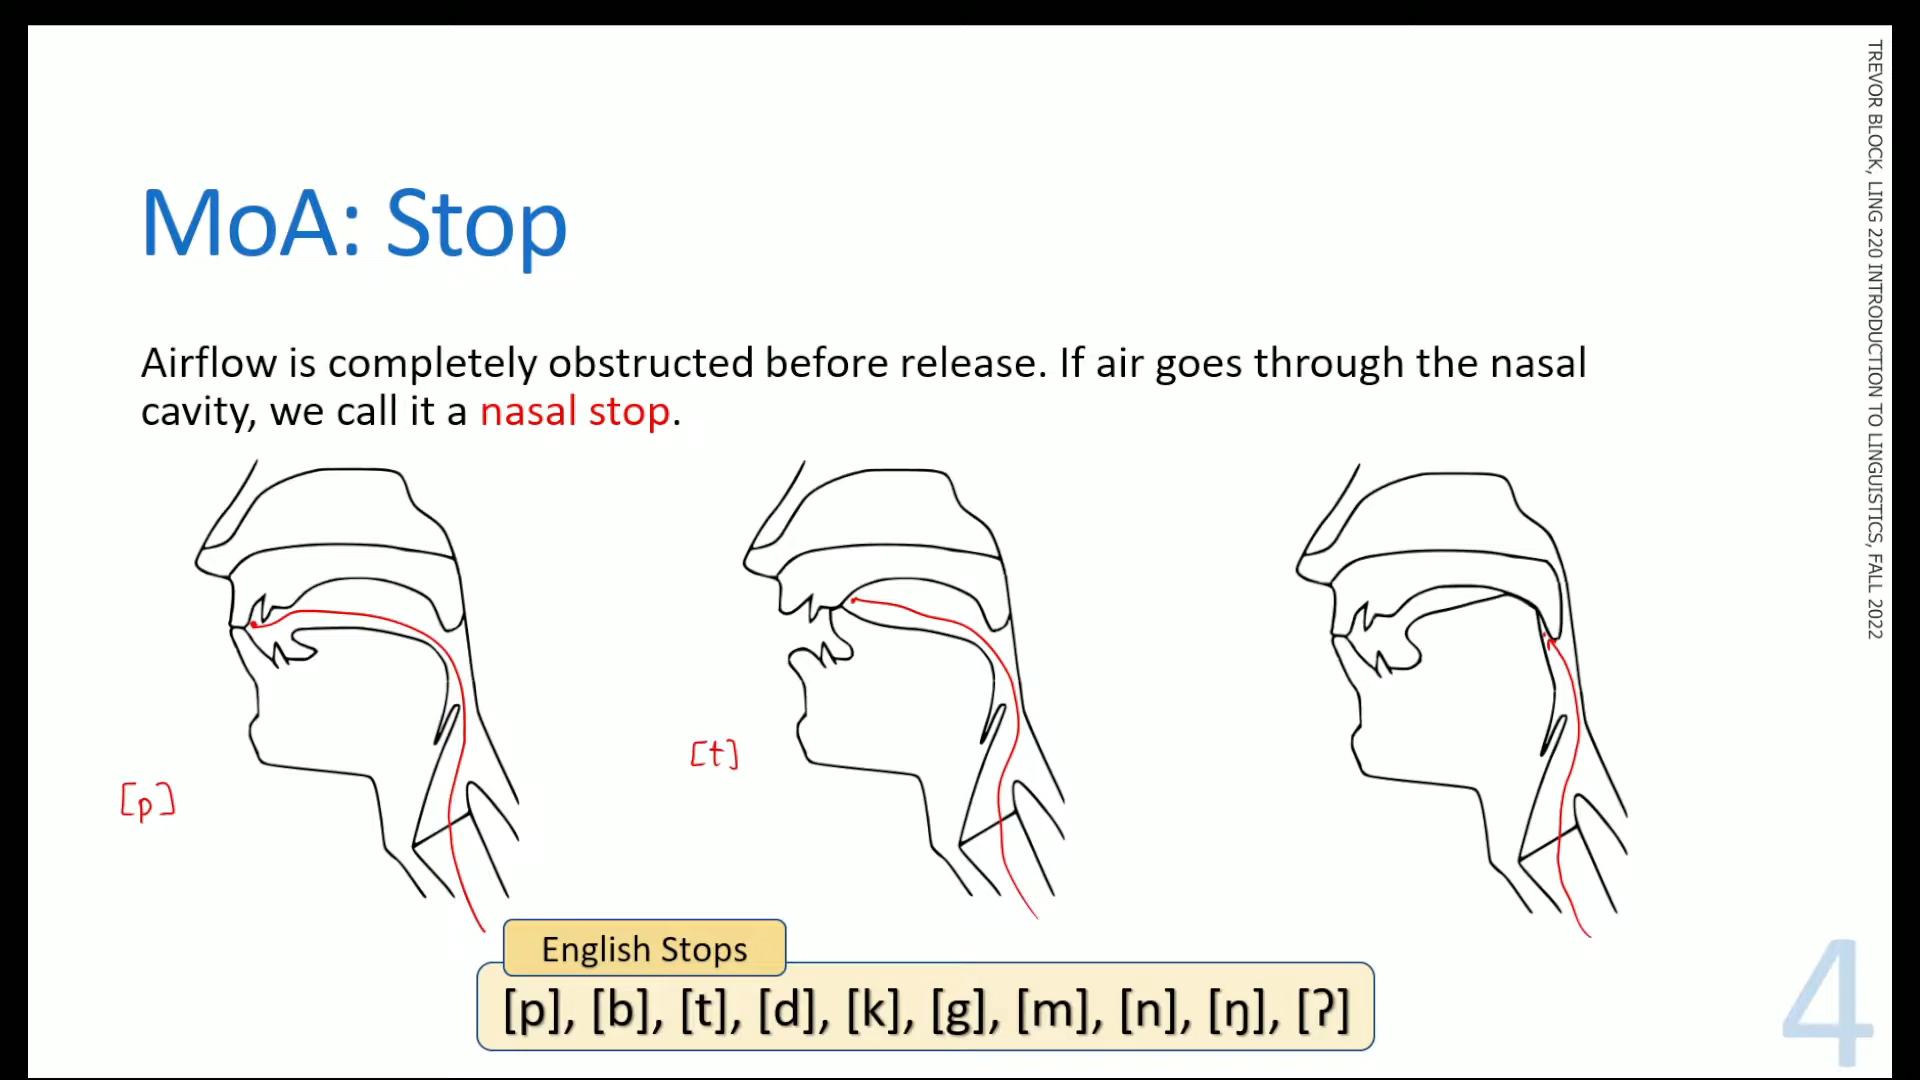 MoA: Stop
Airflow is completely obstructed before release. If air goes through the nasal
cavity, we call it a nasal stop.
[p]
[t]
English Stops
[p], [b], [t], [d], [k], [g], [m], [n], [ŋ], [ʔ]
4
TREVOR BLOCK, LING 220 INTRODUCTION TO LINGUISTICS, FALL 2022